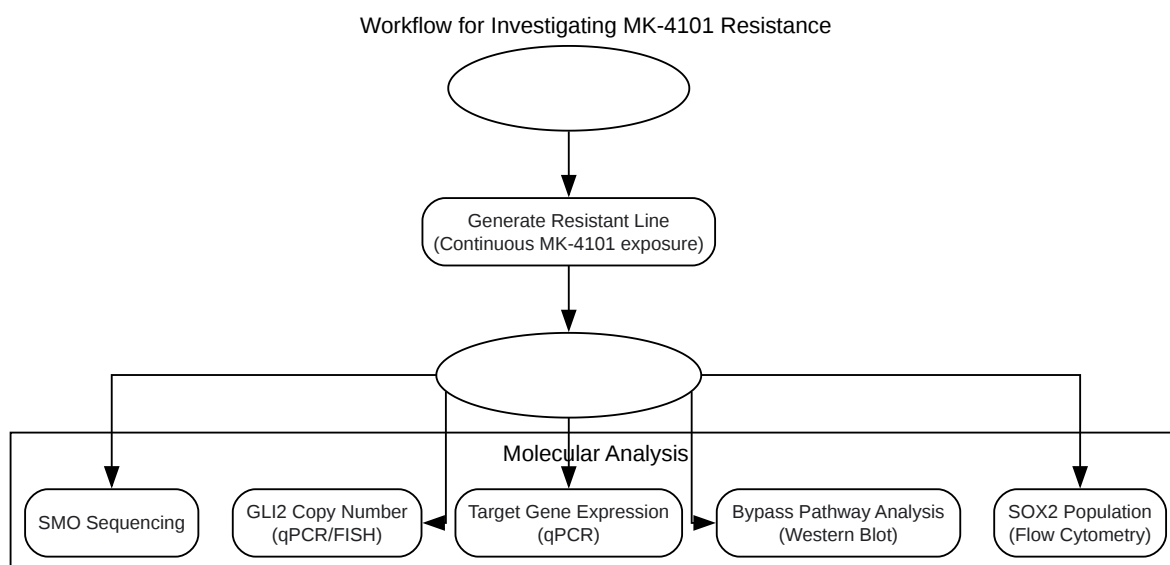 Workflow for Investigating MK-4101 Resistance
Generate Resistant Line
(Continuous MK-4101 exposure)
Molecular Analysis
SMO Sequencing
GLI2 Copy Number
(qPCR/FISH)
Target Gene Expression
(qPCR)
Bypass Pathway Analysis
(Western Blot)
SOX2 Population
(Flow Cytometry)